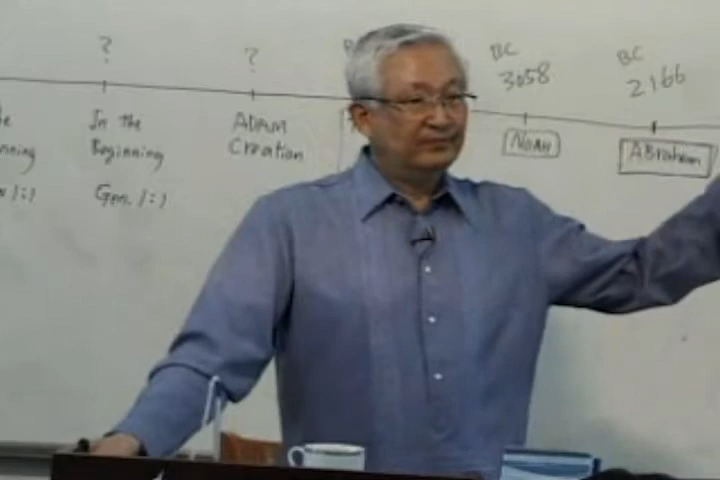 ?
In the
Beginning
Gen. 1:1
?
ADAM
Creation
BC
3058
NOAH
BC
2166
ABraham